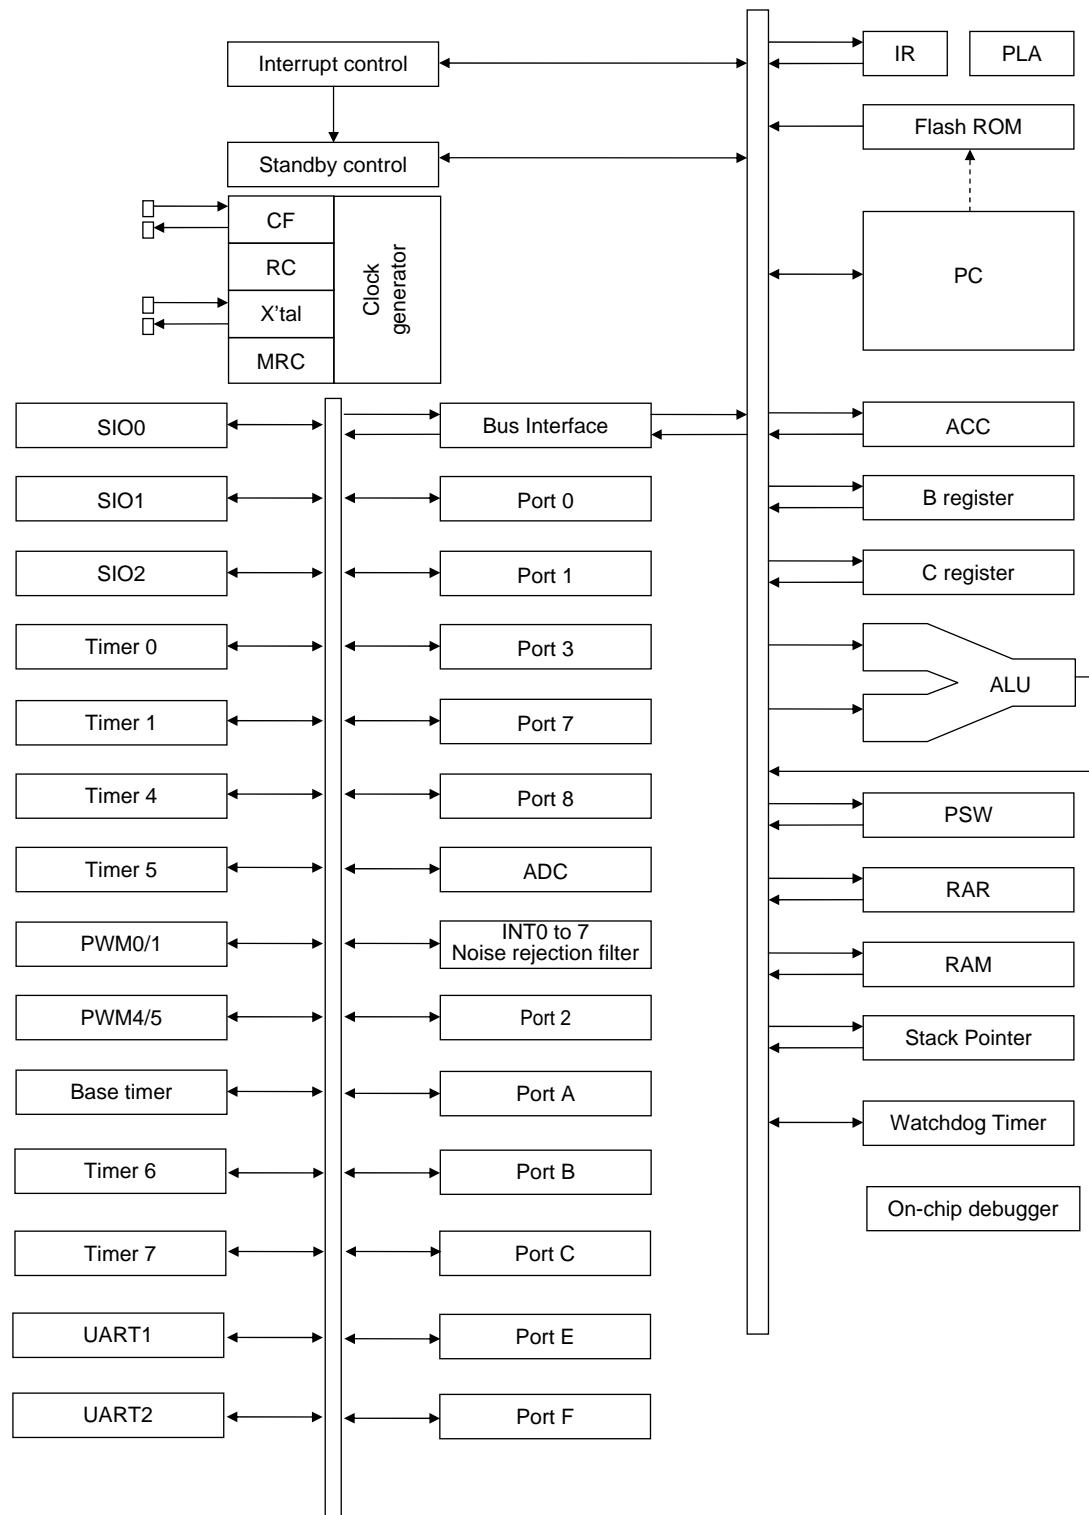 Interrupt control
IR
PLA
Flash ROM
Standby control
CF
RC
X'tal
MRC
Clock
generator
PC
SIO0
Bus Interface
ACC
SIO1
Port 0
B register
SIO2
Port 1
C register
Timer 0
Port 3
ALU
Timer 1
Port 7
Timer 4
Port 8
PSW
Timer 5
ADC
RAR
PWM0/1
INT0 to 7
Noise rejection filter
RAM
PWM4/5
Port 2
Stack Pointer
Base timer
Port A
Watchdog Timer
Timer 6
Port B
On-chip debugger
Timer 7
Port C
UART1
Port E
UART2
Port F